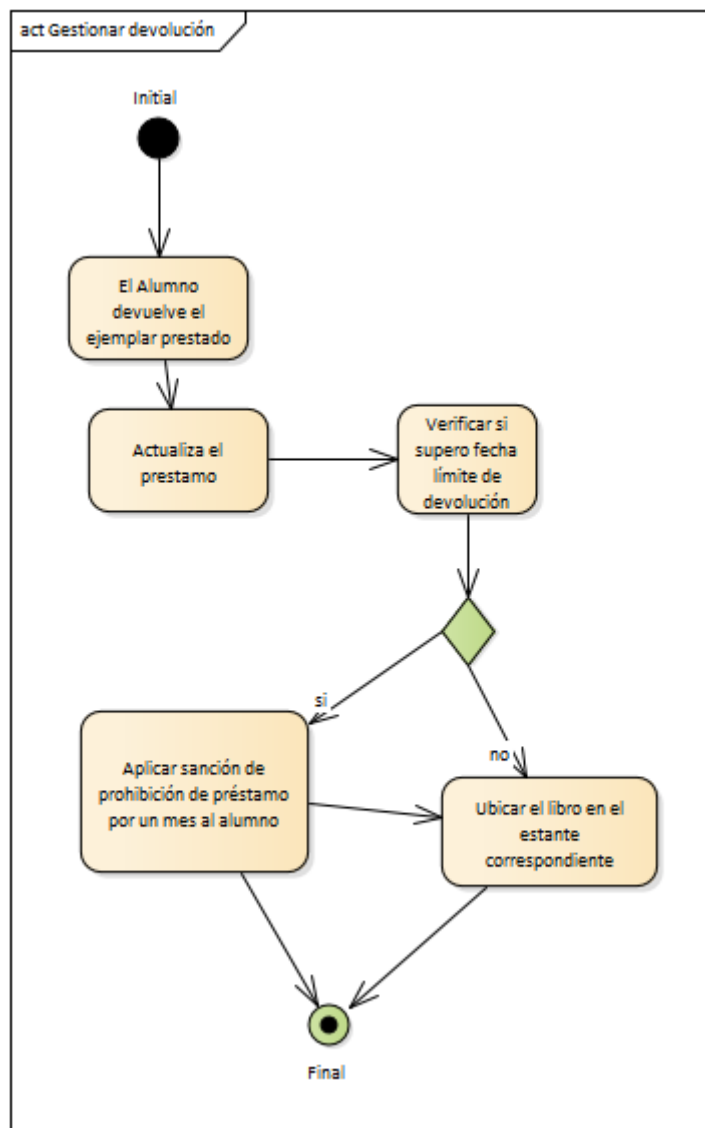 act Gestionar devolución
Initial
El Alumno
devuelve el
ejemplar prestado
Actualiza el
prestamo
Verificar si
supero fecha
límite de
devolución
si
no
Aplicar sanción de
prohibición de préstamo
por un mes al alumno
Ubicar el libro en el
estante
correspondiente
Final